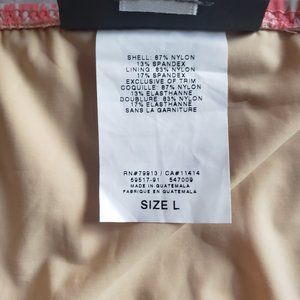 SHELL: 87% NYLON
13% SPANDEX
LINING: 83% NYLON
17% SPANDEX
EXCLUSIVE OF TRIM
COQUILLE: 87% NYLON
13% ELASTHANNE
DOUBLURE: 83% NYLON
17% ELASTHANNE
SANS LA GARNITURE
RN#79913 / CA#11414
69517-91 547009
MADE IN GUATEMALA
FABRIQUE EN GUATEMALA
SIZE L